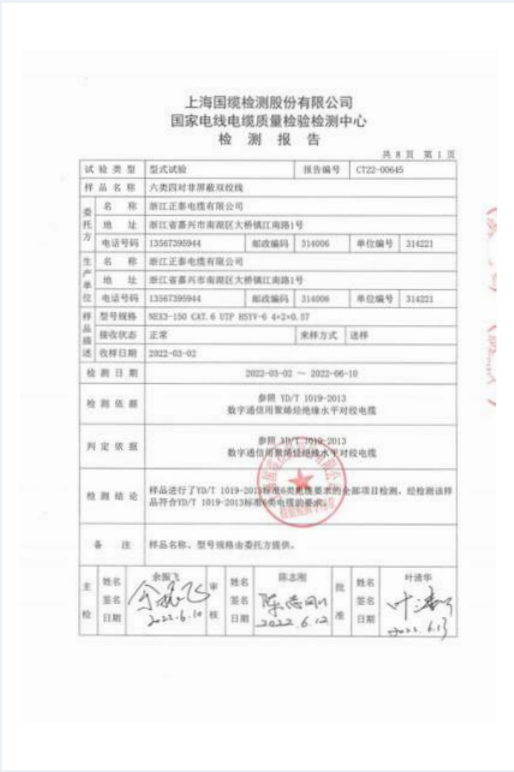 上海国缆检测股份有限公司
国家电线电缆质量检验检测中心
检 测 报 告
共 8 页 第 1 页
试 验 类 型 型式试验 报告编号 CT22-00645
样 品 名 称 六类四对非屏蔽双绞线
委托方 名 称 浙江正泰电缆有限公司
地 址 浙江省嘉兴市南湖区大桥镇江南路1号
电话号码 13567395944 邮政编码 314006 单位编号 314221
生产单位 名 称 浙江正泰电缆有限公司
地 址 浙江省嘉兴市南湖区大桥镇江南路1号
电话号码 13567395944 邮政编码 314006 单位编号 314221
样品描述 型号规格 NEX3-150 CAT.6 UTP HSYV-6 4×2×0.57
接收状态 正常 来样方式 送样
收样日期 2022-03-02
检 测 日 期 2022-03-02 ～ 2022-06-10
检 测 依 据 参照 YD/T 1019-2013
数字通信用聚烯烃绝缘水平对绞电缆
判 定 依 据 参照 YD/T 1019-2013
数字通信用聚烯烃绝缘水平对绞电缆
检 测 结 论 样品进行了YD/T 1019-2013标准6类电缆要求的全部项目检测。经检测该样
品符合YD/T 1019-2013标准6类电缆的要求。
备 注 样品名称、型号规格由委托方提供。
主检 姓名 余振飞 审核 姓名 陈志刚 批准 姓名 叶清华
签名 余振飞 签名 陈志刚 签名
日期 2022.6.10 日期 2022.6.12 日期 2022.6.13